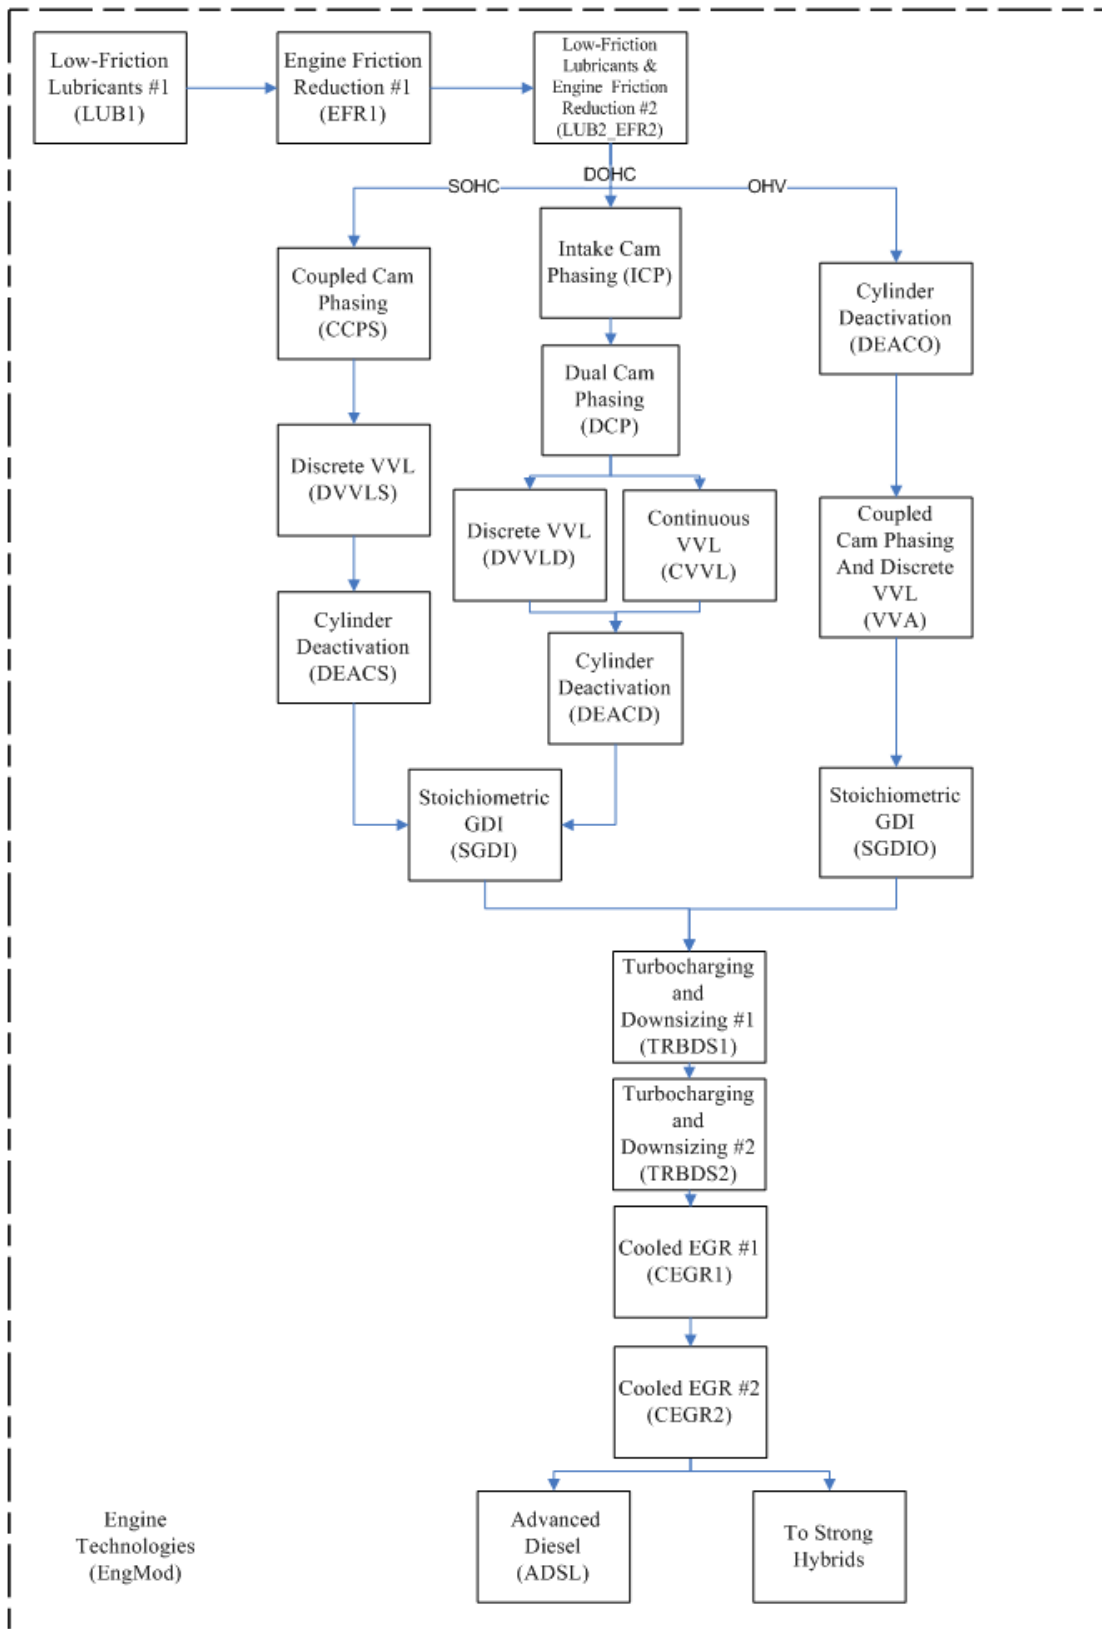 Low-Friction
Lubricants #1
(LUB1)
Engine Friction
Reduction #1
(EFR1)
Low-Friction
Lubricants &
Engine Friction
Reduction #2
(LUB2_EFR2)
SOHC
DOHC
OHV
Coupled Cam
Phasing
(CCPS)
Intake Cam
Phasing (ICP)
Cylinder
Deactivation
(DEACO)
Dual Cam
Phasing
(DCP)
Discrete VVL
(DVVLS)
Discrete VVL
(DVVLD)
Continuous
VVL
(CVVL)
Coupled
Cam Phasing
And Discrete
VVL
(VVA)
Cylinder
Deactivation
(DEACS)
Cylinder
Deactivation
(DEACD)
Stoichiometric
GDI
(SGDI)
Stoichiometric
GDI
(SGDIO)
Turbocharging
and
Downsizing #1
(TRBDS1)
Turbocharging
and
Downsizing #2
(TRBDS2)
Cooled EGR #1
(CEGR1)
Cooled EGR #2
(CEGR2)
Engine
Technologies
(EngMod)
Advanced
Diesel
(ADSL)
To Strong
Hybrids